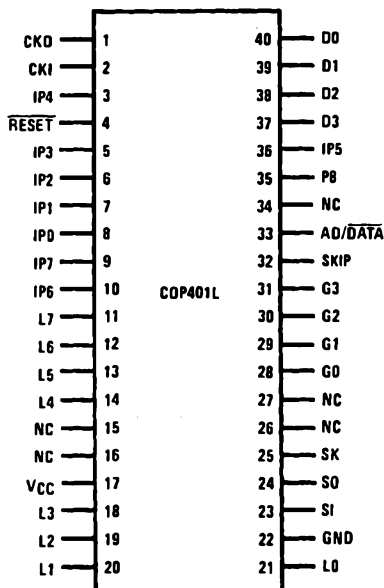 CKO 1 40 D0
CKI 2 39 D1
IP4 3 38 D2
RESET 4 37 D3
IP3 5 36 IP5
IP2 6 35 P8
IP1 7 34 NC
IP0 8 33 AD/DATA
IP7 9 32 SKIP
IP6 10 COP401L 31 G3
L7 11 30 G2
L6 12 29 G1
L5 13 28 G0
L4 14 27 NC
NC 15 26 NC
NC 16 25 SK
VCC 17 24 SO
L3 18 23 SI
L2 19 22 GND
L1 20 21 L0